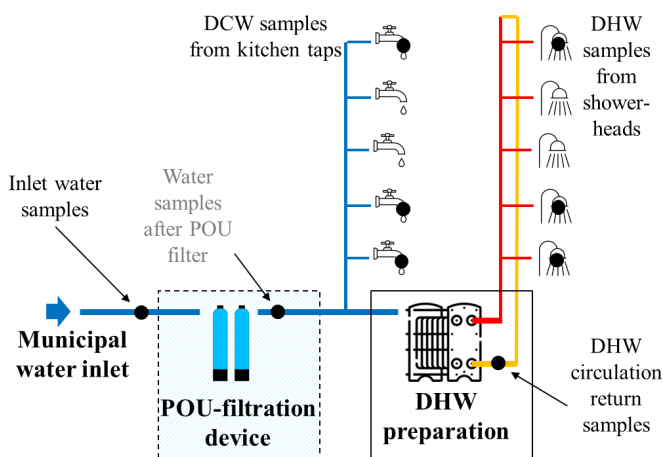 DCW samples
from kitchen taps
DHW
samples
from
shower-
heads
Inlet water
samples
Water
samples
after POU
filter
Municipal
water inlet
POU-filtration
device
DHW
preparation
DHW
circulation
return
samples